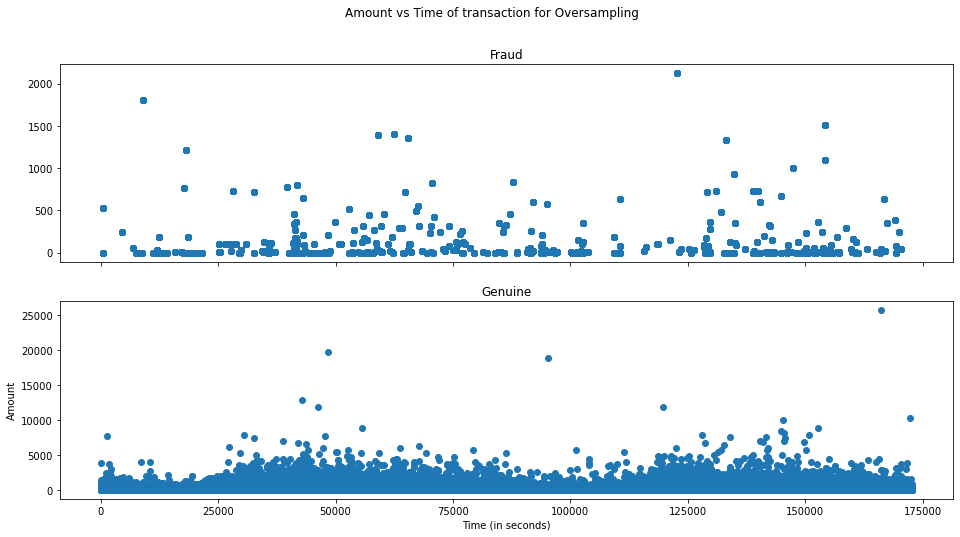 Amount vs Time of transaction for Oversampling
Fraud
2000
1500
1000
500
0
Genuine
25000
20000
15000
10000
5000
0
Amount
0 25000 50000 75000 100000 125000 150000 175000
Time (in seconds)